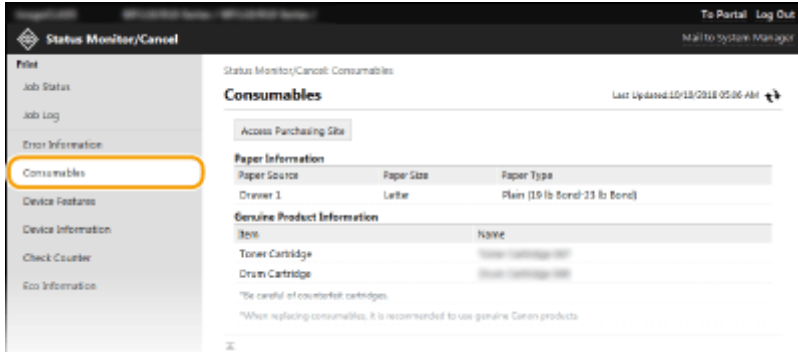 To Portal Log Out
Status Monitor/Cancel
Mail to System Manager
Print
Job Status
Job Log
Error Information
Consumables
Device Features
Device Information
Check Counter
Eco Information
Status Monitor/Cancel: Consumables
Consumables
Last Updated:10/18/2018 05:06 AM
Access Purchasing Site
Paper Information
Paper Source Paper Size Paper Type
Drawer 1 Letter Plain (19 lb Bond-23 lb Bond)
Genuine Product Information
Item Name
Toner Cartridge
Drum Cartridge
*Be careful of counterfeit cartridges.
*When replacing consumables, it is recommended to use genuine Canon products.